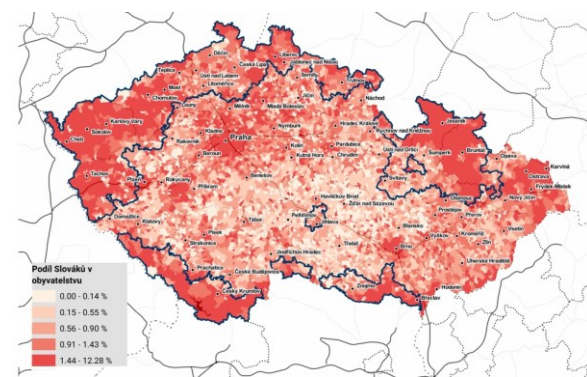 Děčín
Liberec
Jablonec nad Nisou
Teplice
Česká Lípa
Semily
Ústí nad Labem
Trutnov
Most
Litoměřice
Chomutov
Jičín
Náchod
Louny
Mělník
Mladá Boleslav
Jeseník
Karlovy Vary
Hradec Králové
Sokolov
Kladno
Nymburk
Rychnov nad Kněžnou
Cheb
Praha
Rakovník
Kolín
Pardubice
Bruntál
Beroun
Kutná Hora
Chrudim
Ústí nad Orlicí
Šumperk
Opava
Karviná
Tachov
Plzeň
Rokycany
Ostrava
Benešov
Svitavy
Frýdek-Místek
Příbram
Nový Jičín
Havlíčkův Brod
Olomouc
Domažlice
Pelhřimov
Žďár nad Sázavou
Prostějov
Přerov
Klatovy
Tábor
Jihlava
Vsetín
Písek
Blansko
Kroměříž
Strakonice
Třebíč
Vyškov
Zlín
Jindřichův Hradec
Brno
Prachatice
Uherské Hradiště
České Budějovice
Znojmo
Hodonín
Český Krumlov
Břeclav
Podíl Slováků v
obyvatelstvu
0.00 - 0.14 %
0.15 - 0.55 %
0.56 - 0.90 %
0.91 - 1.43 %
1.44 - 12.28 %